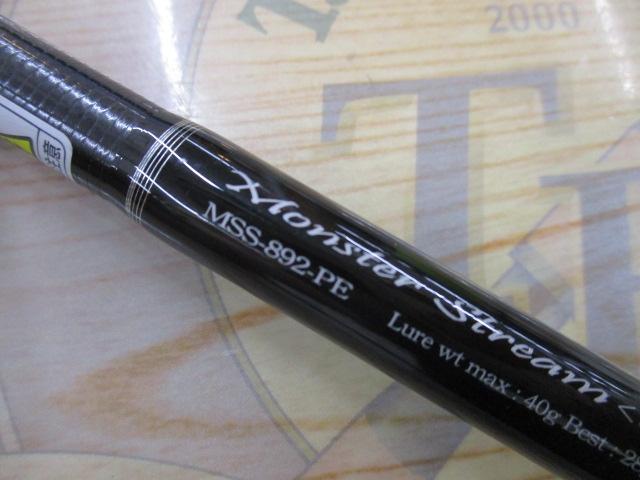 2000
Monster Stream <
MSS-892-PE
Lure wt max : 40g Best : 28